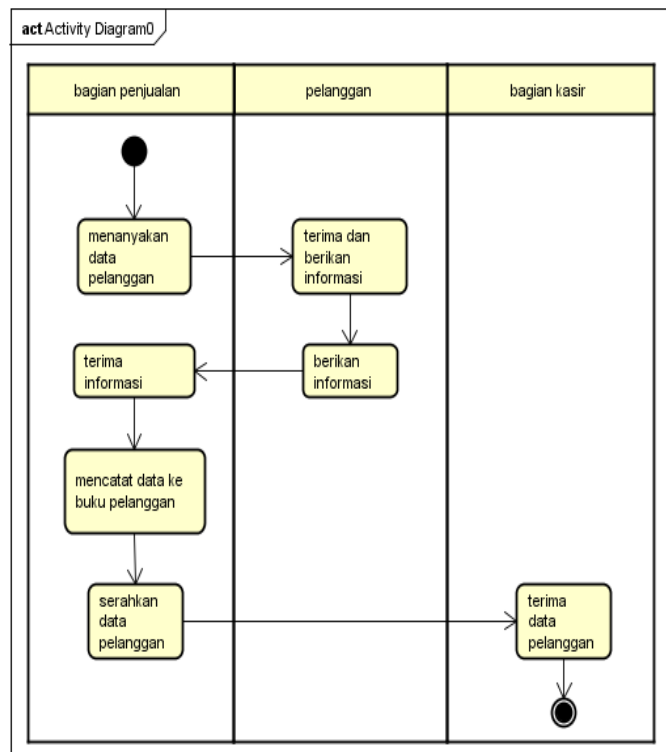 act Activity Diagram0
bagian penjualan
pelanggan
bagian kasir
menanyakan
data
pelanggan
terima dan
berikan
informasi
terima
informasi
berikan
informasi
mencatat data ke
buku pelanggan
serahkan
data
pelanggan
terima
data
pelanggan